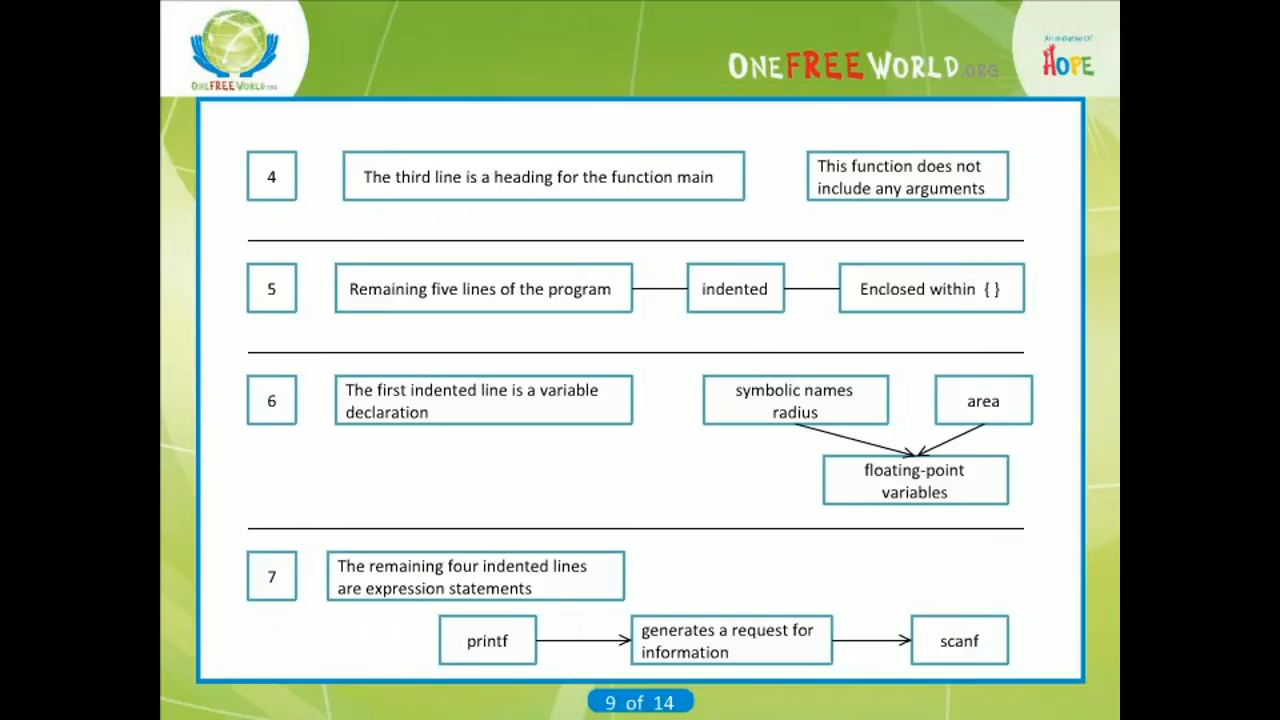 ONEFREEWORLD.ORG
ONEFREEWORLD.ORG
An Initiative Of
HOPE
4
The third line is a heading for the function main
This function does not
include any arguments
5
Remaining five lines of the program
indented
Enclosed within { }
6
The first indented line is a variable
declaration
symbolic names
radius
area
floating-point
variables
7
The remaining four indented lines
are expression statements
printf
generates a request for
information
scanf
9 of 14